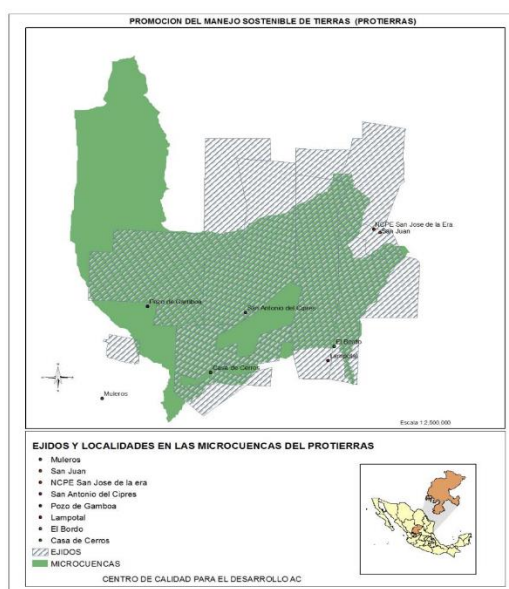 PROMOCION DEL MANEJO SOSTENIBLE DE TIERRAS (PROTIERRAS)
NCPE San Jose de la Era
San Juan
Pozo de Gamboa
San Antonio del Cipres
El Bordo
Lampotal
Casa de Cerros
Muleros
Escala 1:2,500,000
EJIDOS Y LOCALIDADES EN LAS MICROCUENCAS DEL PROTIERRAS
Muleros
San Juan
NCPE San Jose de la era
San Antonio del Cipres
Pozo de Gamboa
Lampotal
El Bordo
Casa de Cerros
EJIDOS
MICROCUENCAS
CENTRO DE CALIDAD PARA EL DESARROLLO AC